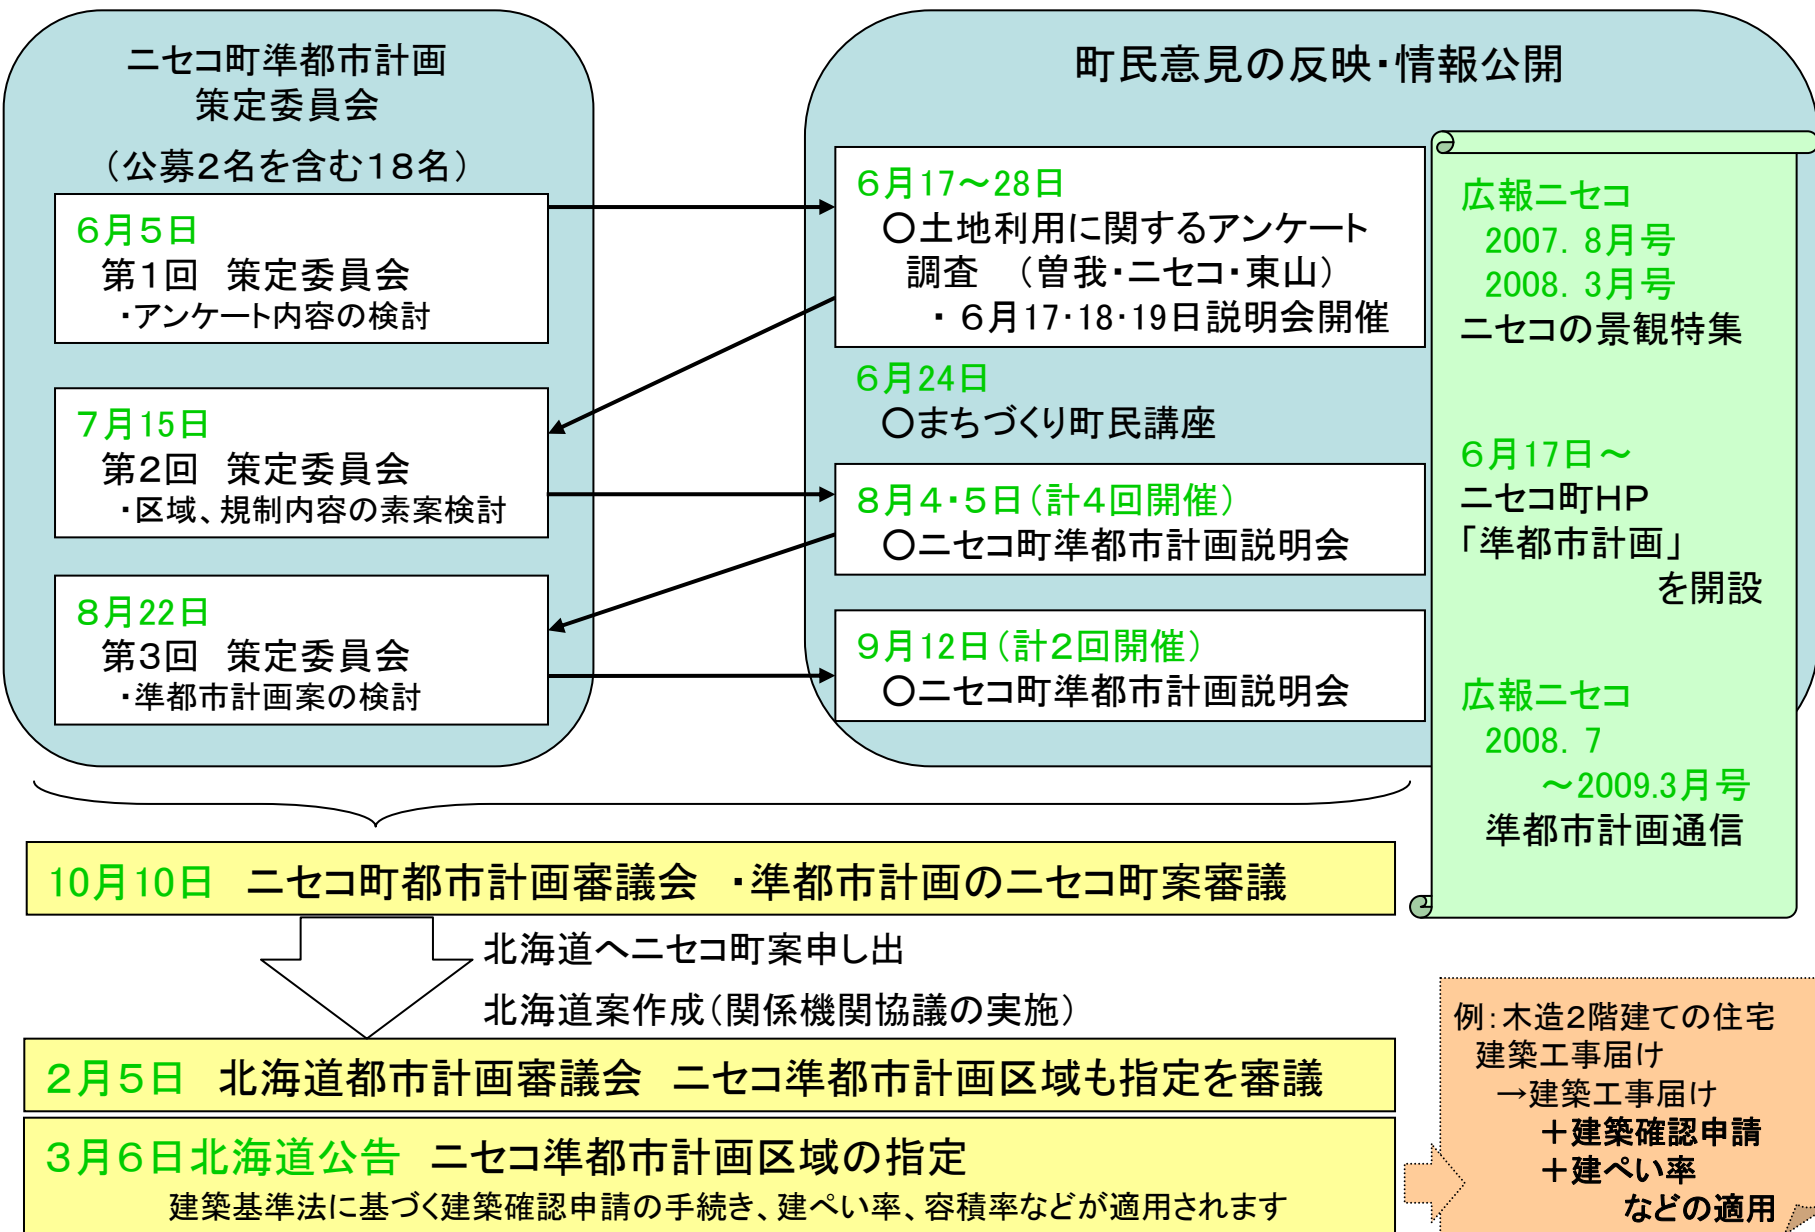 ニセコ町準都市計画
策定委員会
（公募２名を含む１８名）
６月５日
第１回　策定委員会
・アンケート内容の検討
７月15日
第２回　策定委員会
・区域、規制内容の素案検討
８月22日
第３回　策定委員会
・準都市計画案の検討
町民意見の反映・情報公開
６月17～28日
○土地利用に関するアンケート
調査　（曽我・ニセコ・東山）
・６月17・18・19日説明会開催
６月24日
○まちづくり町民講座
８月４・５日（計４回開催）
○ニセコ町準都市計画説明会
９月12日（計２回開催）
○ニセコ町準都市計画説明会
広報ニセコ
2007．8月号
2008．3月号
ニセコの景観特集
６月17日～
ニセコ町ＨＰ
「準都市計画」
を開設
広報ニセコ
2008．7
～2009.3月号
準都市計画通信
10月10日　ニセコ町都市計画審議会　・準都市計画のニセコ町案審議
北海道へニセコ町案申し出
北海道案作成（関係機関協議の実施）
２月５日　北海道都市計画審議会　ニセコ準都市計画区域も指定を審議
３月６日北海道公告　ニセコ準都市計画区域の指定
建築基準法に基づく建築確認申請の手続き、建ぺい率、容積率などが適用されます
例：木造２階建ての住宅
建築工事届け
→建築工事届け
＋建築確認申請
＋建ぺい率
などの適用